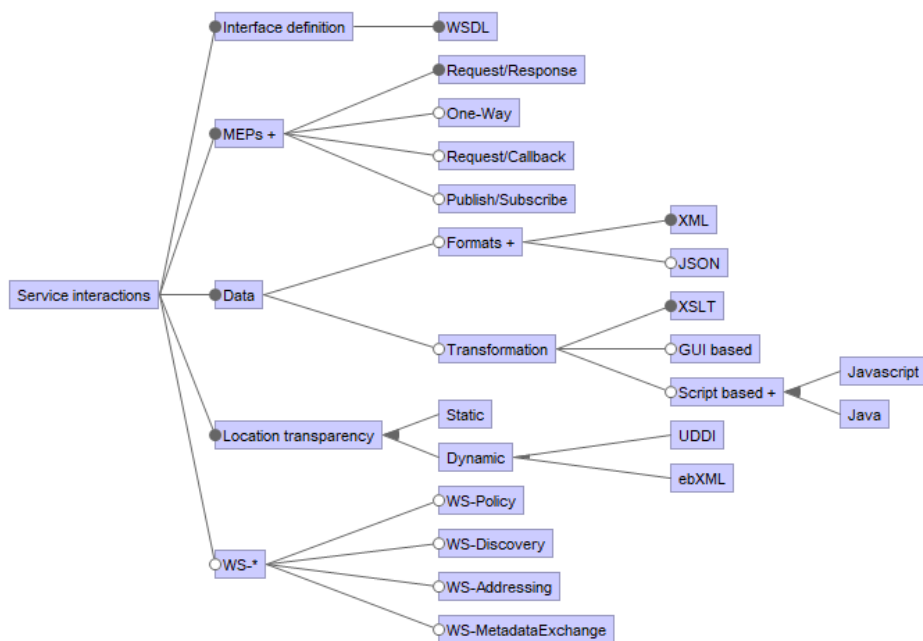 Interface definition
WSDL
Request/Response
MEPs +
One-Way
Request/Callback
Publish/Subscribe
Formats +
XML
JSON
Service interactions
Data
XSLT
Transformation
GUI based
Script based +
Javascript
Java
Location transparency
Static
Dynamic
UDDI
ebXML
WS-Policy
WS-Discovery
WS-*
WS-Addressing
WS-MetadataExchange